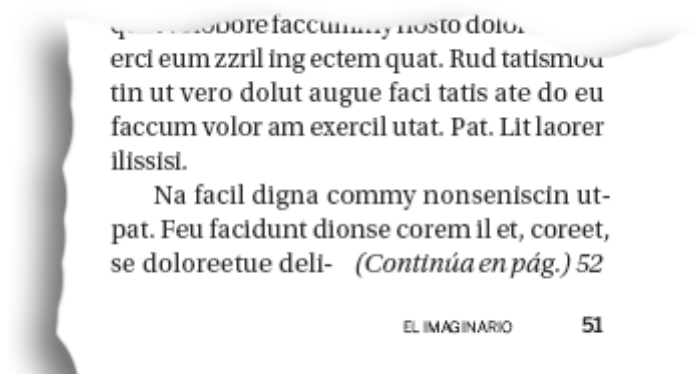 erci eum zzril ing ectem quat. Rud tatismod
tin ut vero dolut augue faci tatis ate do eu
faccum volor am exercil utat. Pat. Lit laorer
ilissisi.
Na facil digna commy nonseniscin ut-
pat. Feu facidunt dionse corem il et, coreet,
se doloreetue deli- (Continúa en pág.) 52
EL IMAGINARIO 51